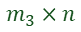 m₃ × n